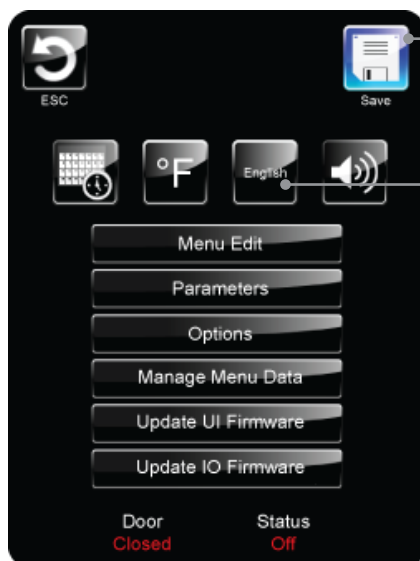 ESC
Save
°F
English
Menu Edit
Parameters
Options
Manage Menu Data
Update UI Firmware
Update IO Firmware
Door Status
Closed Off